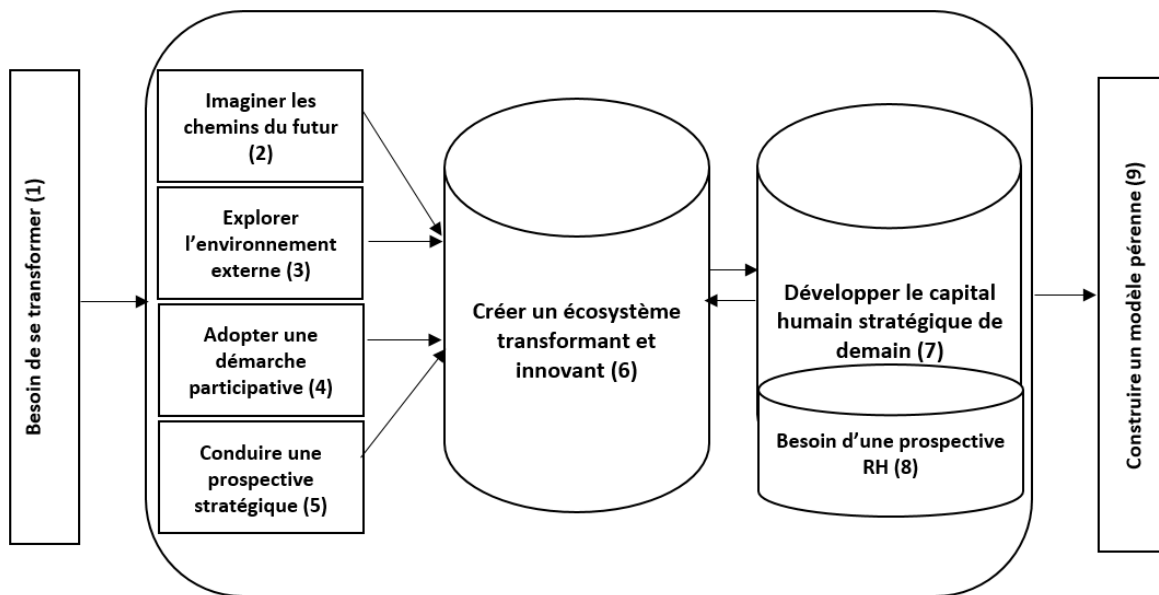 Besoin de se transformer (1)
Imaginer les
chemins du futur
(2)
Explorer
l’environnement
externe (3)
Adopter une
démarche
participative (4)
Conduire une
prospective
stratégique (5)
Créer un écosystème
transformant et
innovant (6)
Développer le capital
humain stratégique de
demain (7)
Besoin d’une prospective
RH (8)
Construire un modèle pérenne (9)